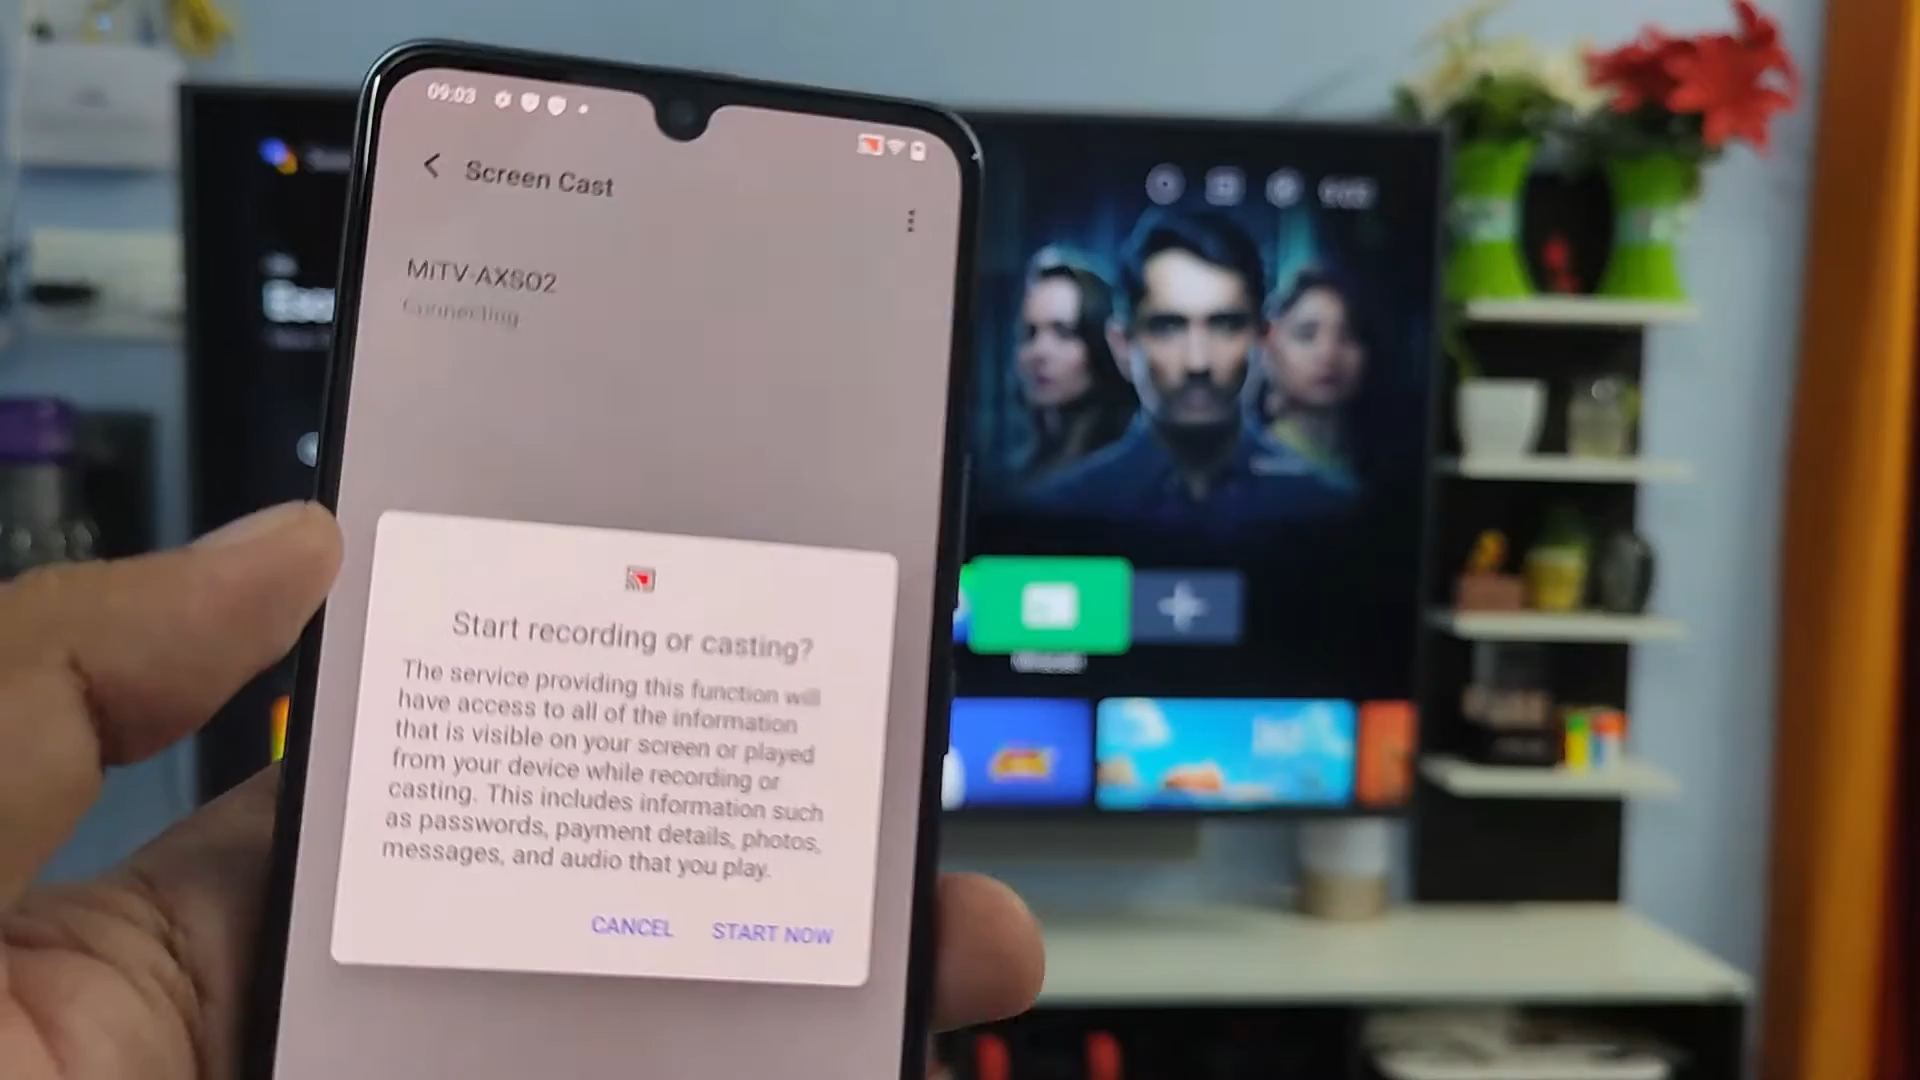 09:03
Screen Cast
MiTV-AXSO2
Connecting
Start recording or casting?
The service providing this function will
have access to all of the information
that is visible on your screen or played
from your device while recording or
casting. This includes information such
as passwords, payment details, photos,
messages, and audio that you play.
CANCEL START NOW